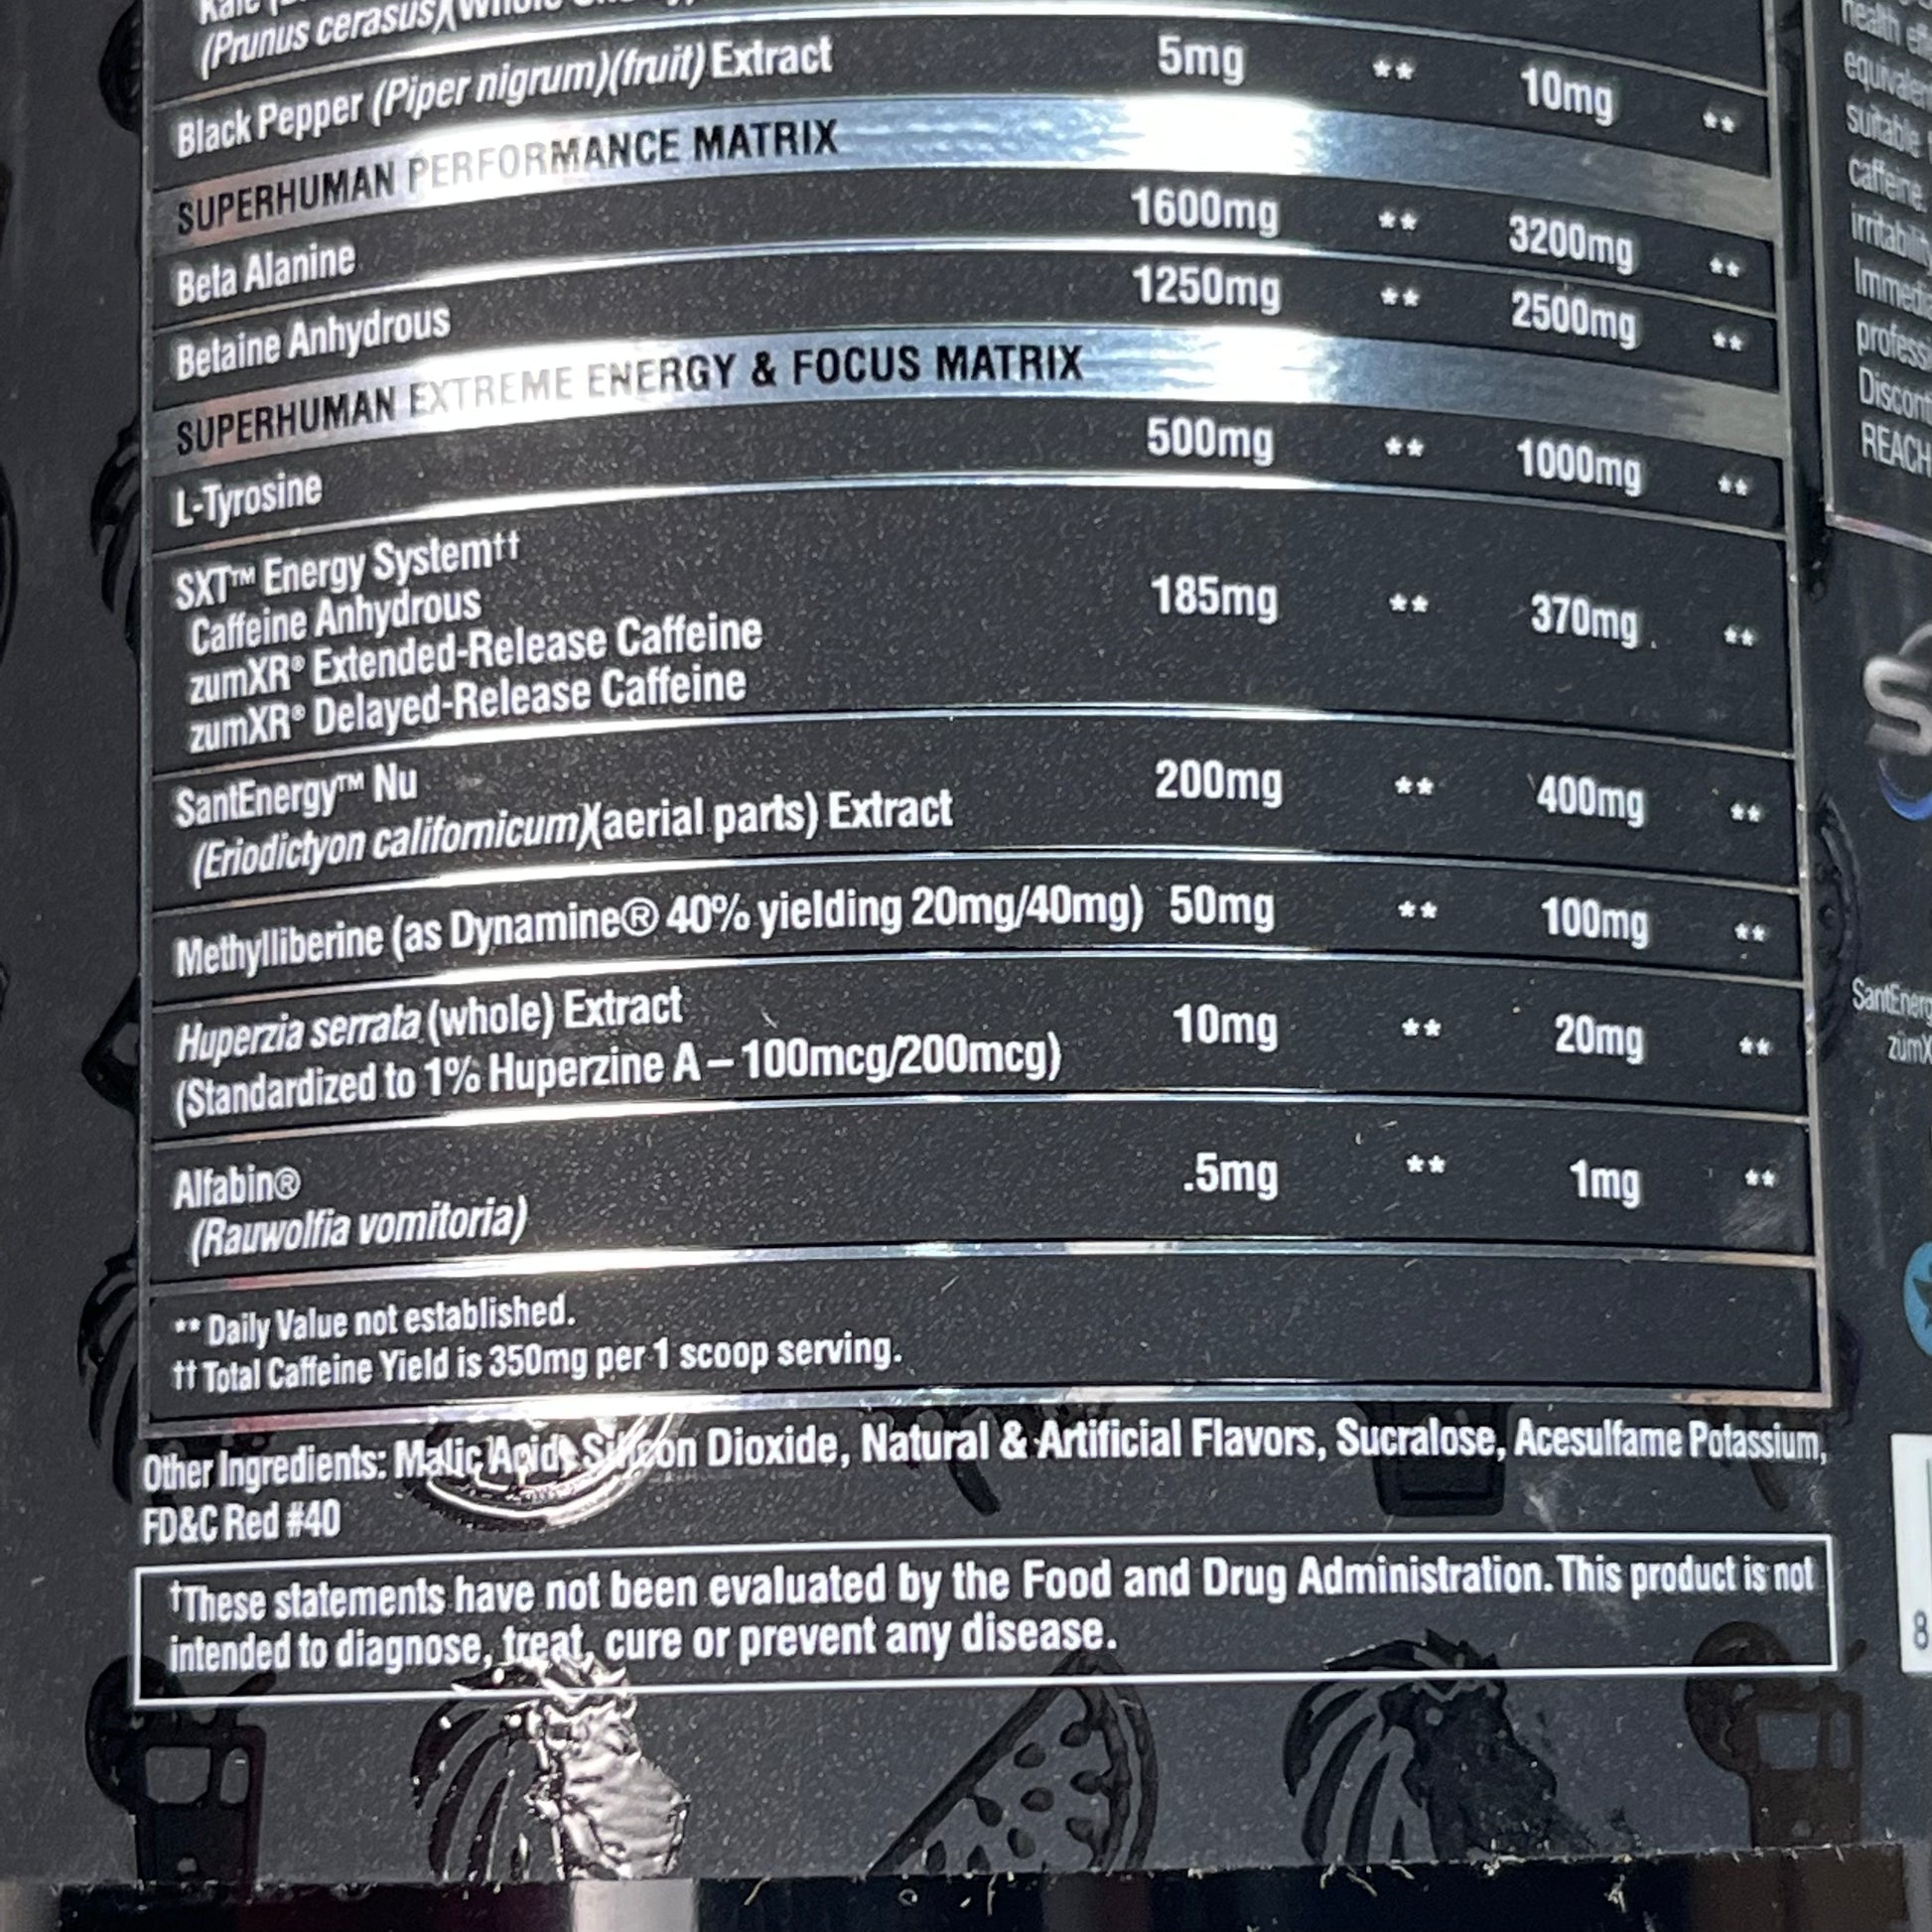 (Prunus cerasus)
Black Pepper (Piper nigrum)(fruit) Extract 5mg ** 10mg **
SUPERHUMAN PERFORMANCE MATRIX
Beta Alanine 1600mg ** 3200mg **
Betaine Anhydrous 1250mg ** 2500mg **
SUPERHUMAN EXTREME ENERGY & FOCUS MATRIX
L-Tyrosine 500mg ** 1000mg **
SXT™ Energy System††
Caffeine Anhydrous 185mg ** 370mg **
zumXR® Extended-Release Caffeine
zumXR® Delayed-Release Caffeine
SantEnergy™ Nu 200mg ** 400mg **
(Eriodictyon californicum)(aerial parts) Extract
Methylliberine (as Dynamine® 40% yielding 20mg/40mg) 50mg ** 100mg **
Huperzia serrata (whole) Extract 10mg ** 20mg **
(Standardized to 1% Huperzine A – 100mcg/200mcg)
Alfabin® .5mg ** 1mg **
(Rauwolfia vomitoria)
** Daily Value not established.
†† Total Caffeine Yield is 350mg per 1 scoop serving.
Other Ingredients: Malic Acid, Silicon Dioxide, Natural & Artificial Flavors, Sucralose, Acesulfame Potassium,
FD&C Red #40
†These statements have not been evaluated by the Food and Drug Administration. This product is not
intended to diagnose, treat, cure or prevent any disease.
health
suitable
caffeine.
REACH
8